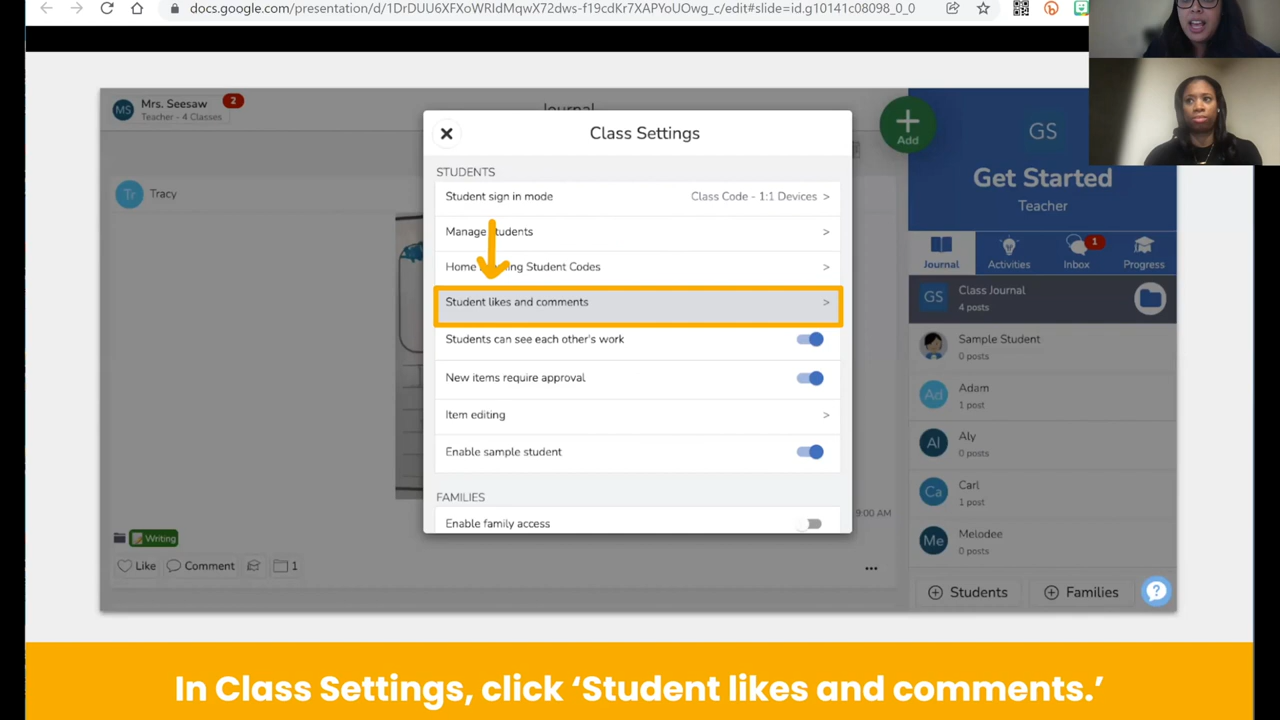 docs.google.com/presentation/d/1DrDUU6XFXoWRIdMqwX72dws-f19cdKr7XAPYoUOwg_c/edit#slide=id.g10141c08098_0_0
MS
Mrs. Seesaw
2
Teacher - 4 Classes
Journal
Add
GS
Get Started
Teacher
Journal
Activities
Inbox
1
Progress
Tr
Tracy
Class Settings
STUDENTS
Student sign in mode
Class Code - 1:1 Devices >
Manage students >
Student Codes >
Student likes and comments >
Students can see each other's work
New items require approval
Item editing >
Enable sample student
FAMILIES
Enable family access
GS
Class Journal
4 posts
Sample Student
0 posts
Ad
Adam
1 post
Al
Aly
0 posts
Ca
Carl
1 post
Me
Melodee
0 posts
9:00 AM
Writing
Like
Comment
1
...
Students
Families
?
In Class Settings, click ‘Student likes and comments.’